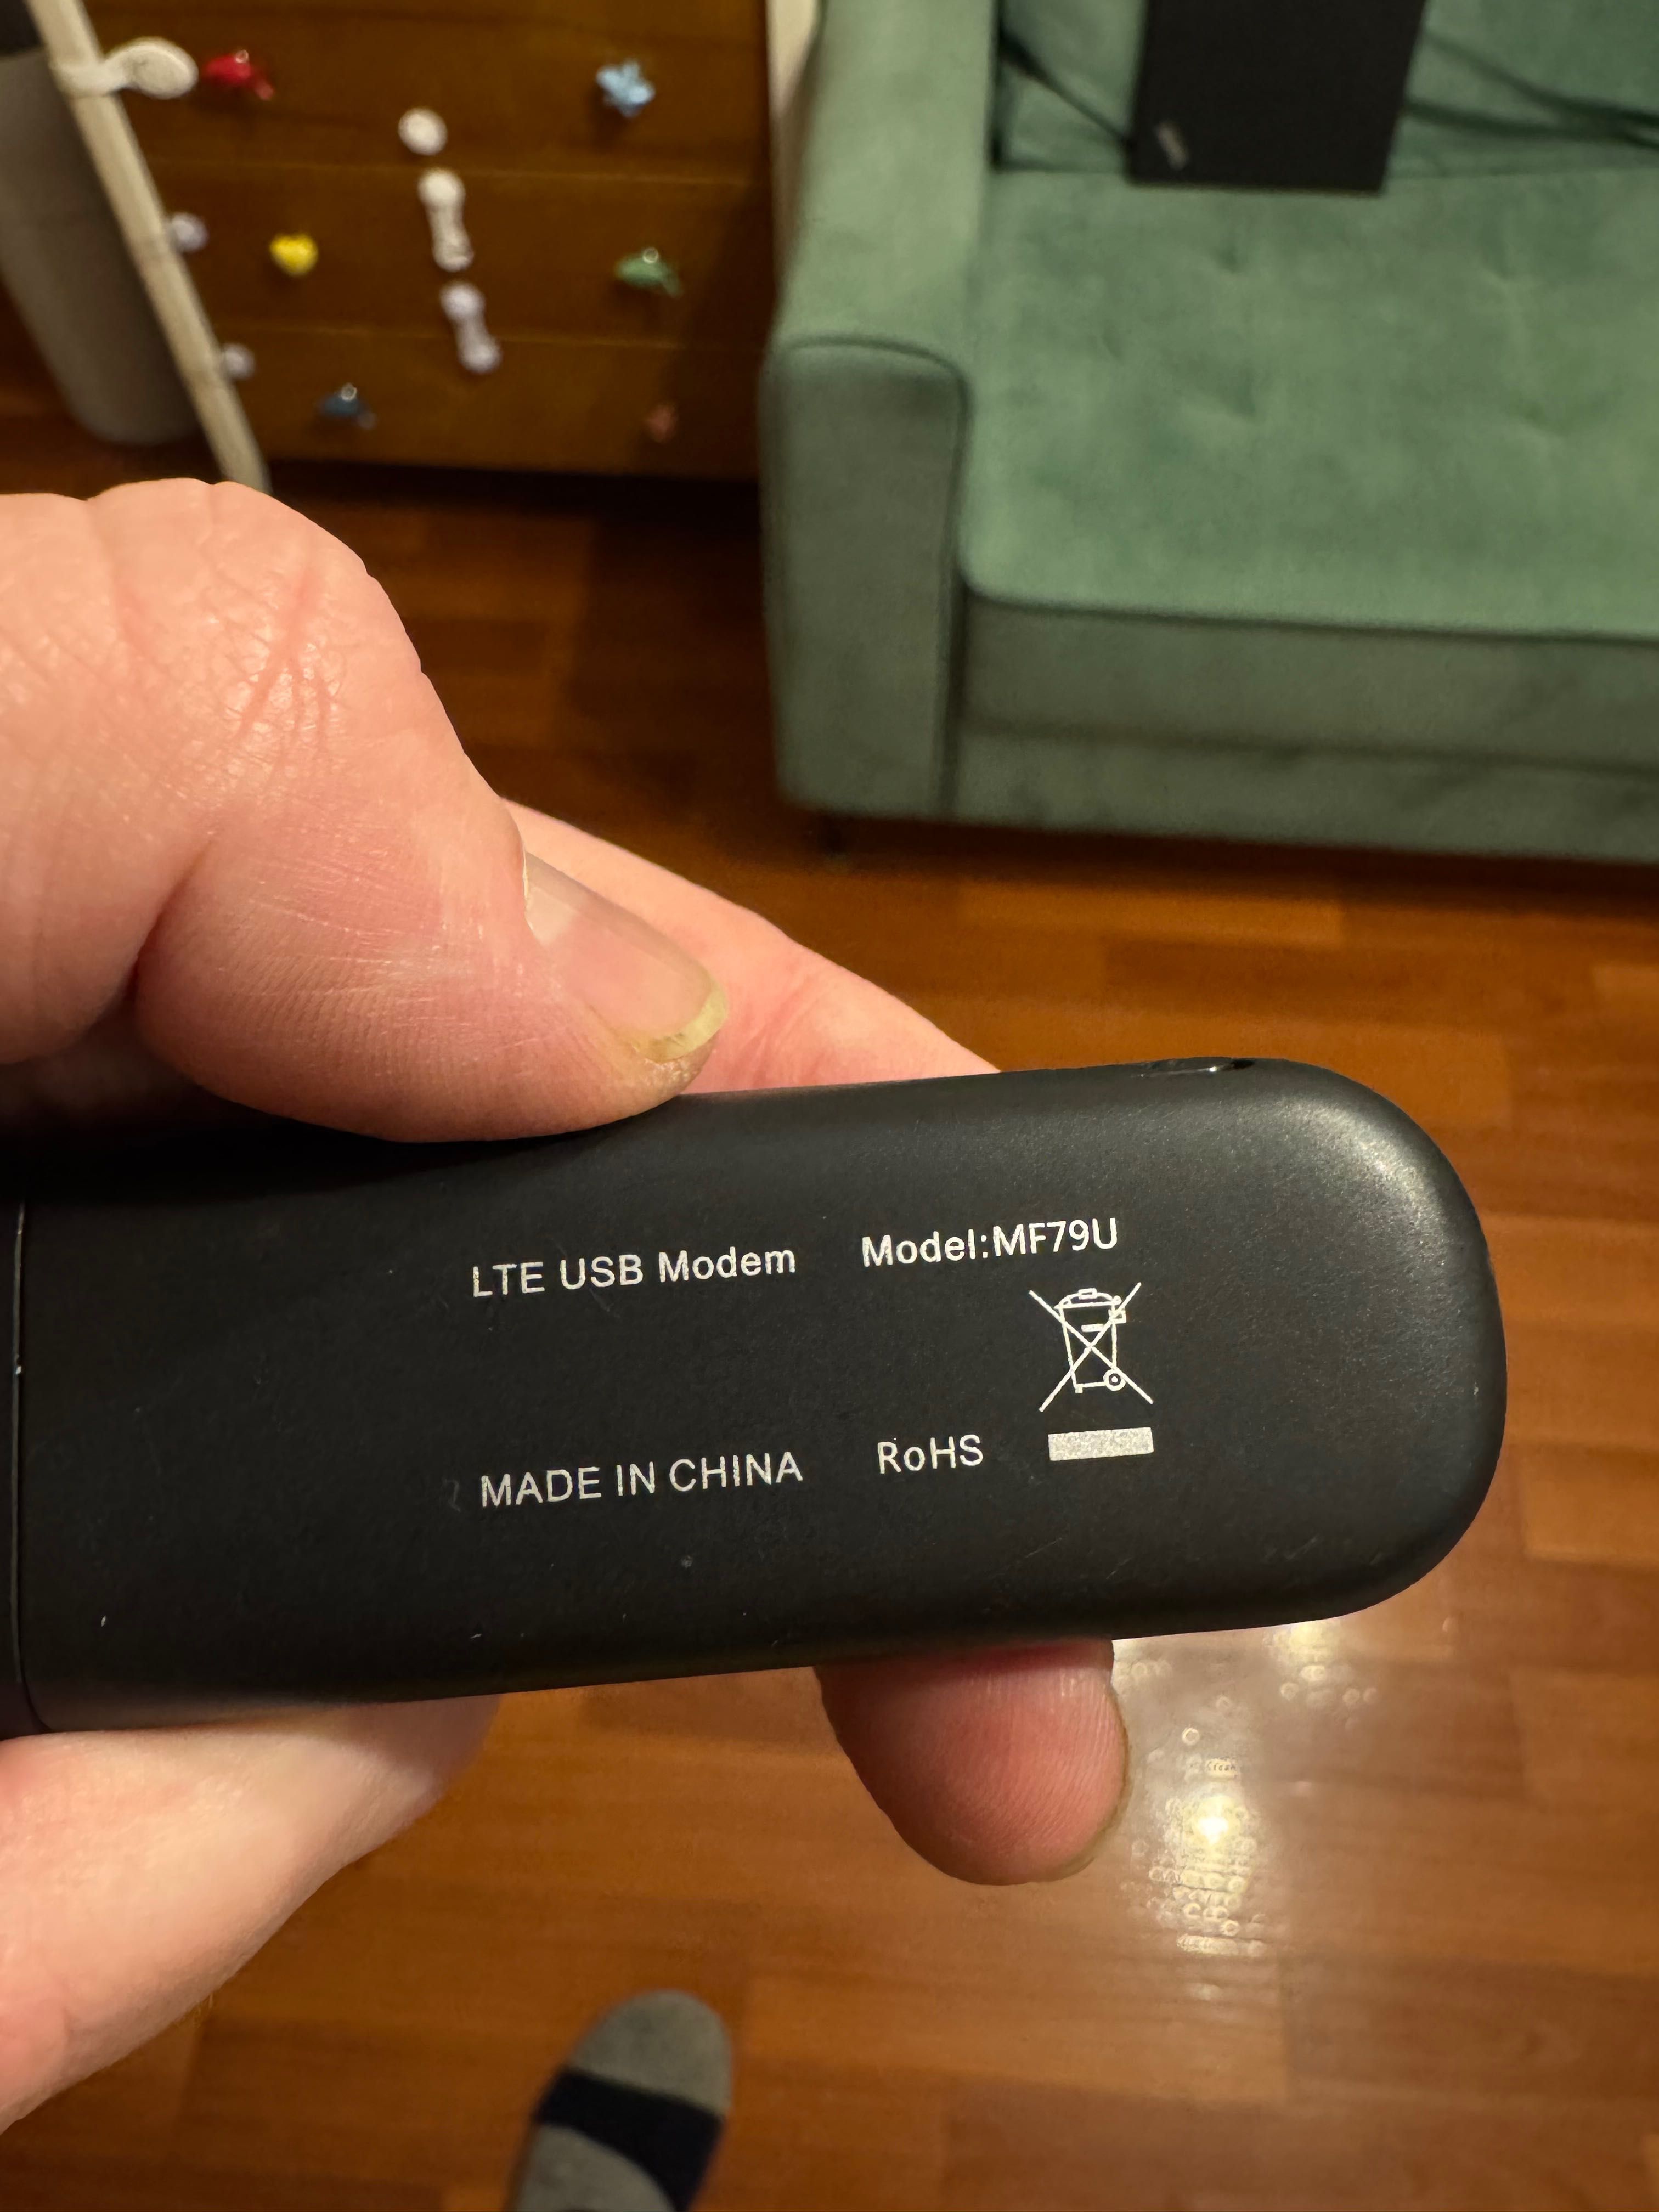 LTE USB Modem Model:MF79U
MADE IN CHINA RoHS